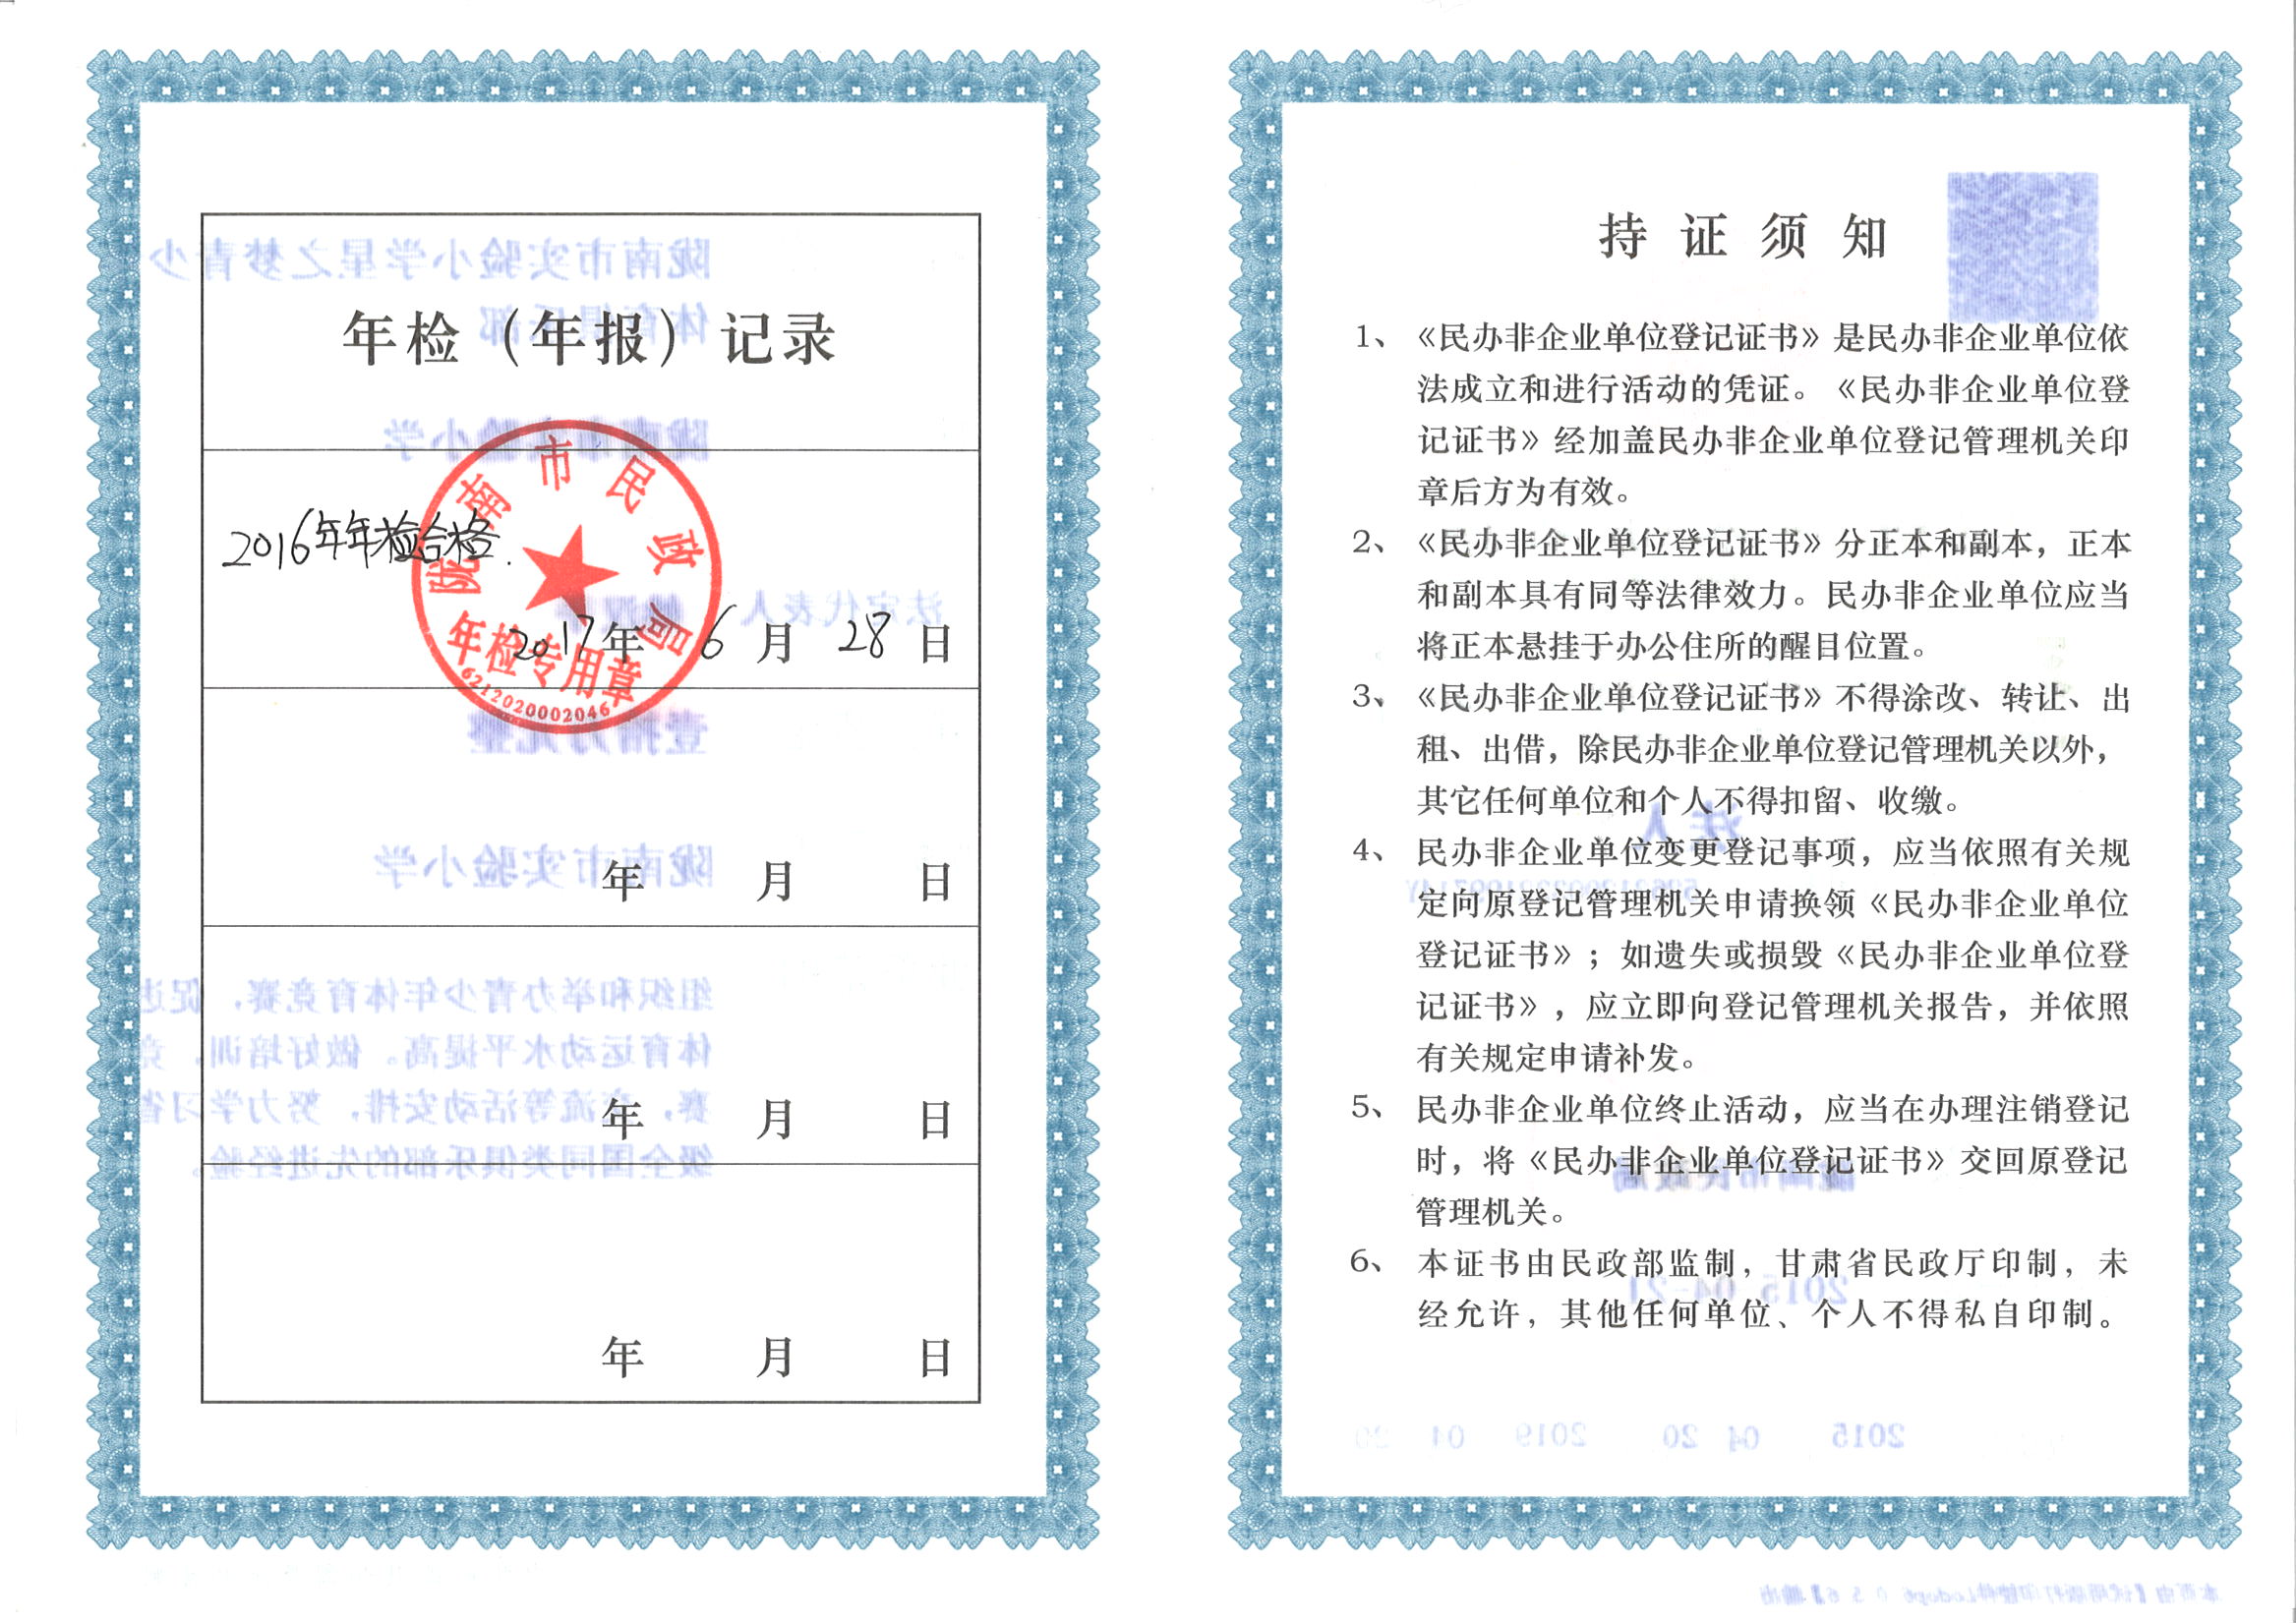 年检（年报）记录
2016年年检合格.
陇南市民政局
年检专用章
6212020002046
2017年6月28日
年 月 日
年 月 日
年 月 日
持证须知
1、《民办非企业单位登记证书》是民办非企业单位依
法成立和进行活动的凭证。《民办非企业单位登
记证书》经加盖民办非企业单位登记管理机关印
章后方为有效。
2、《民办非企业单位登记证书》分正本和副本，正本
和副本具有同等法律效力。民办非企业单位应当
将正本悬挂于办公住所的醒目位置。
3、《民办非企业单位登记证书》不得涂改、转让、出
租、出借，除民办非企业单位登记管理机关以外，
其它任何单位和个人不得扣留、收缴。
4、民办非企业单位变更登记事项，应当依照有关规
定向原登记管理机关申请换领《民办非企业单位
登记证书》；如遗失或损毁《民办非企业单位登
记证书》，应立即向登记管理机关报告，并依照
有关规定申请补发。
5、民办非企业单位终止活动，应当在办理注销登记
时，将《民办非企业单位登记证书》交回原登记
管理机关。
6、本证书由民政部监制，甘肃省民政厅印制，未
经允许，其他任何单位、个人不得私自印制。